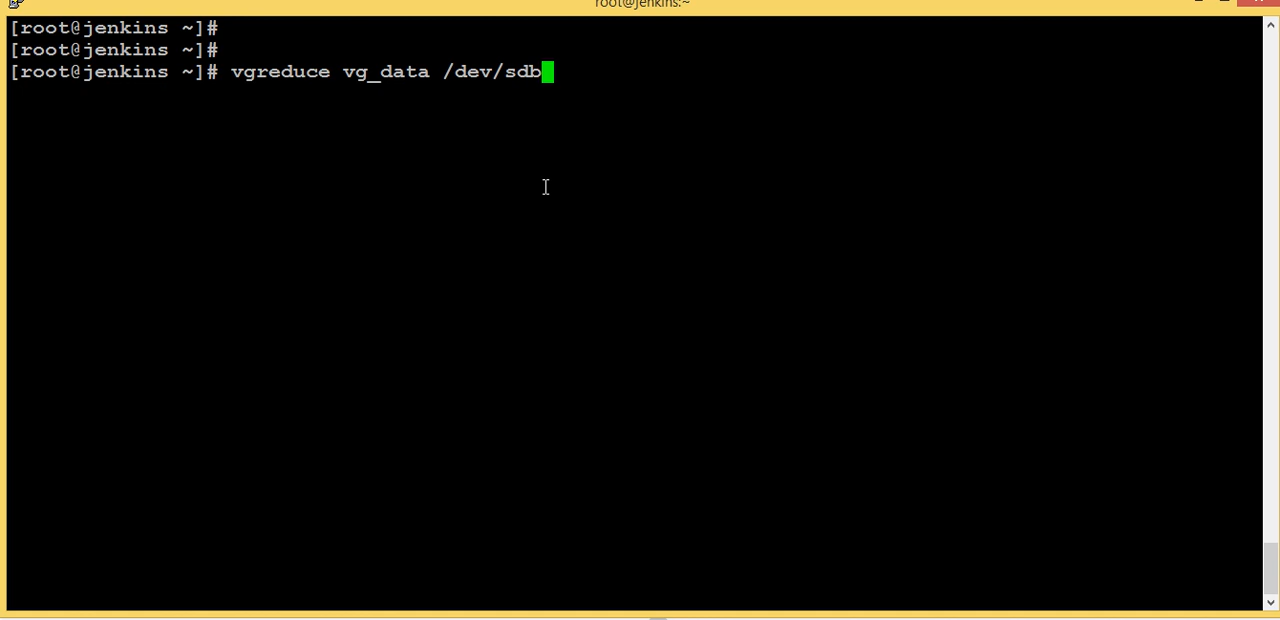 root@jenkins:~
[root@jenkins ~]#
[root@jenkins ~]#
[root@jenkins ~]# vgreduce vg_data /dev/sdb